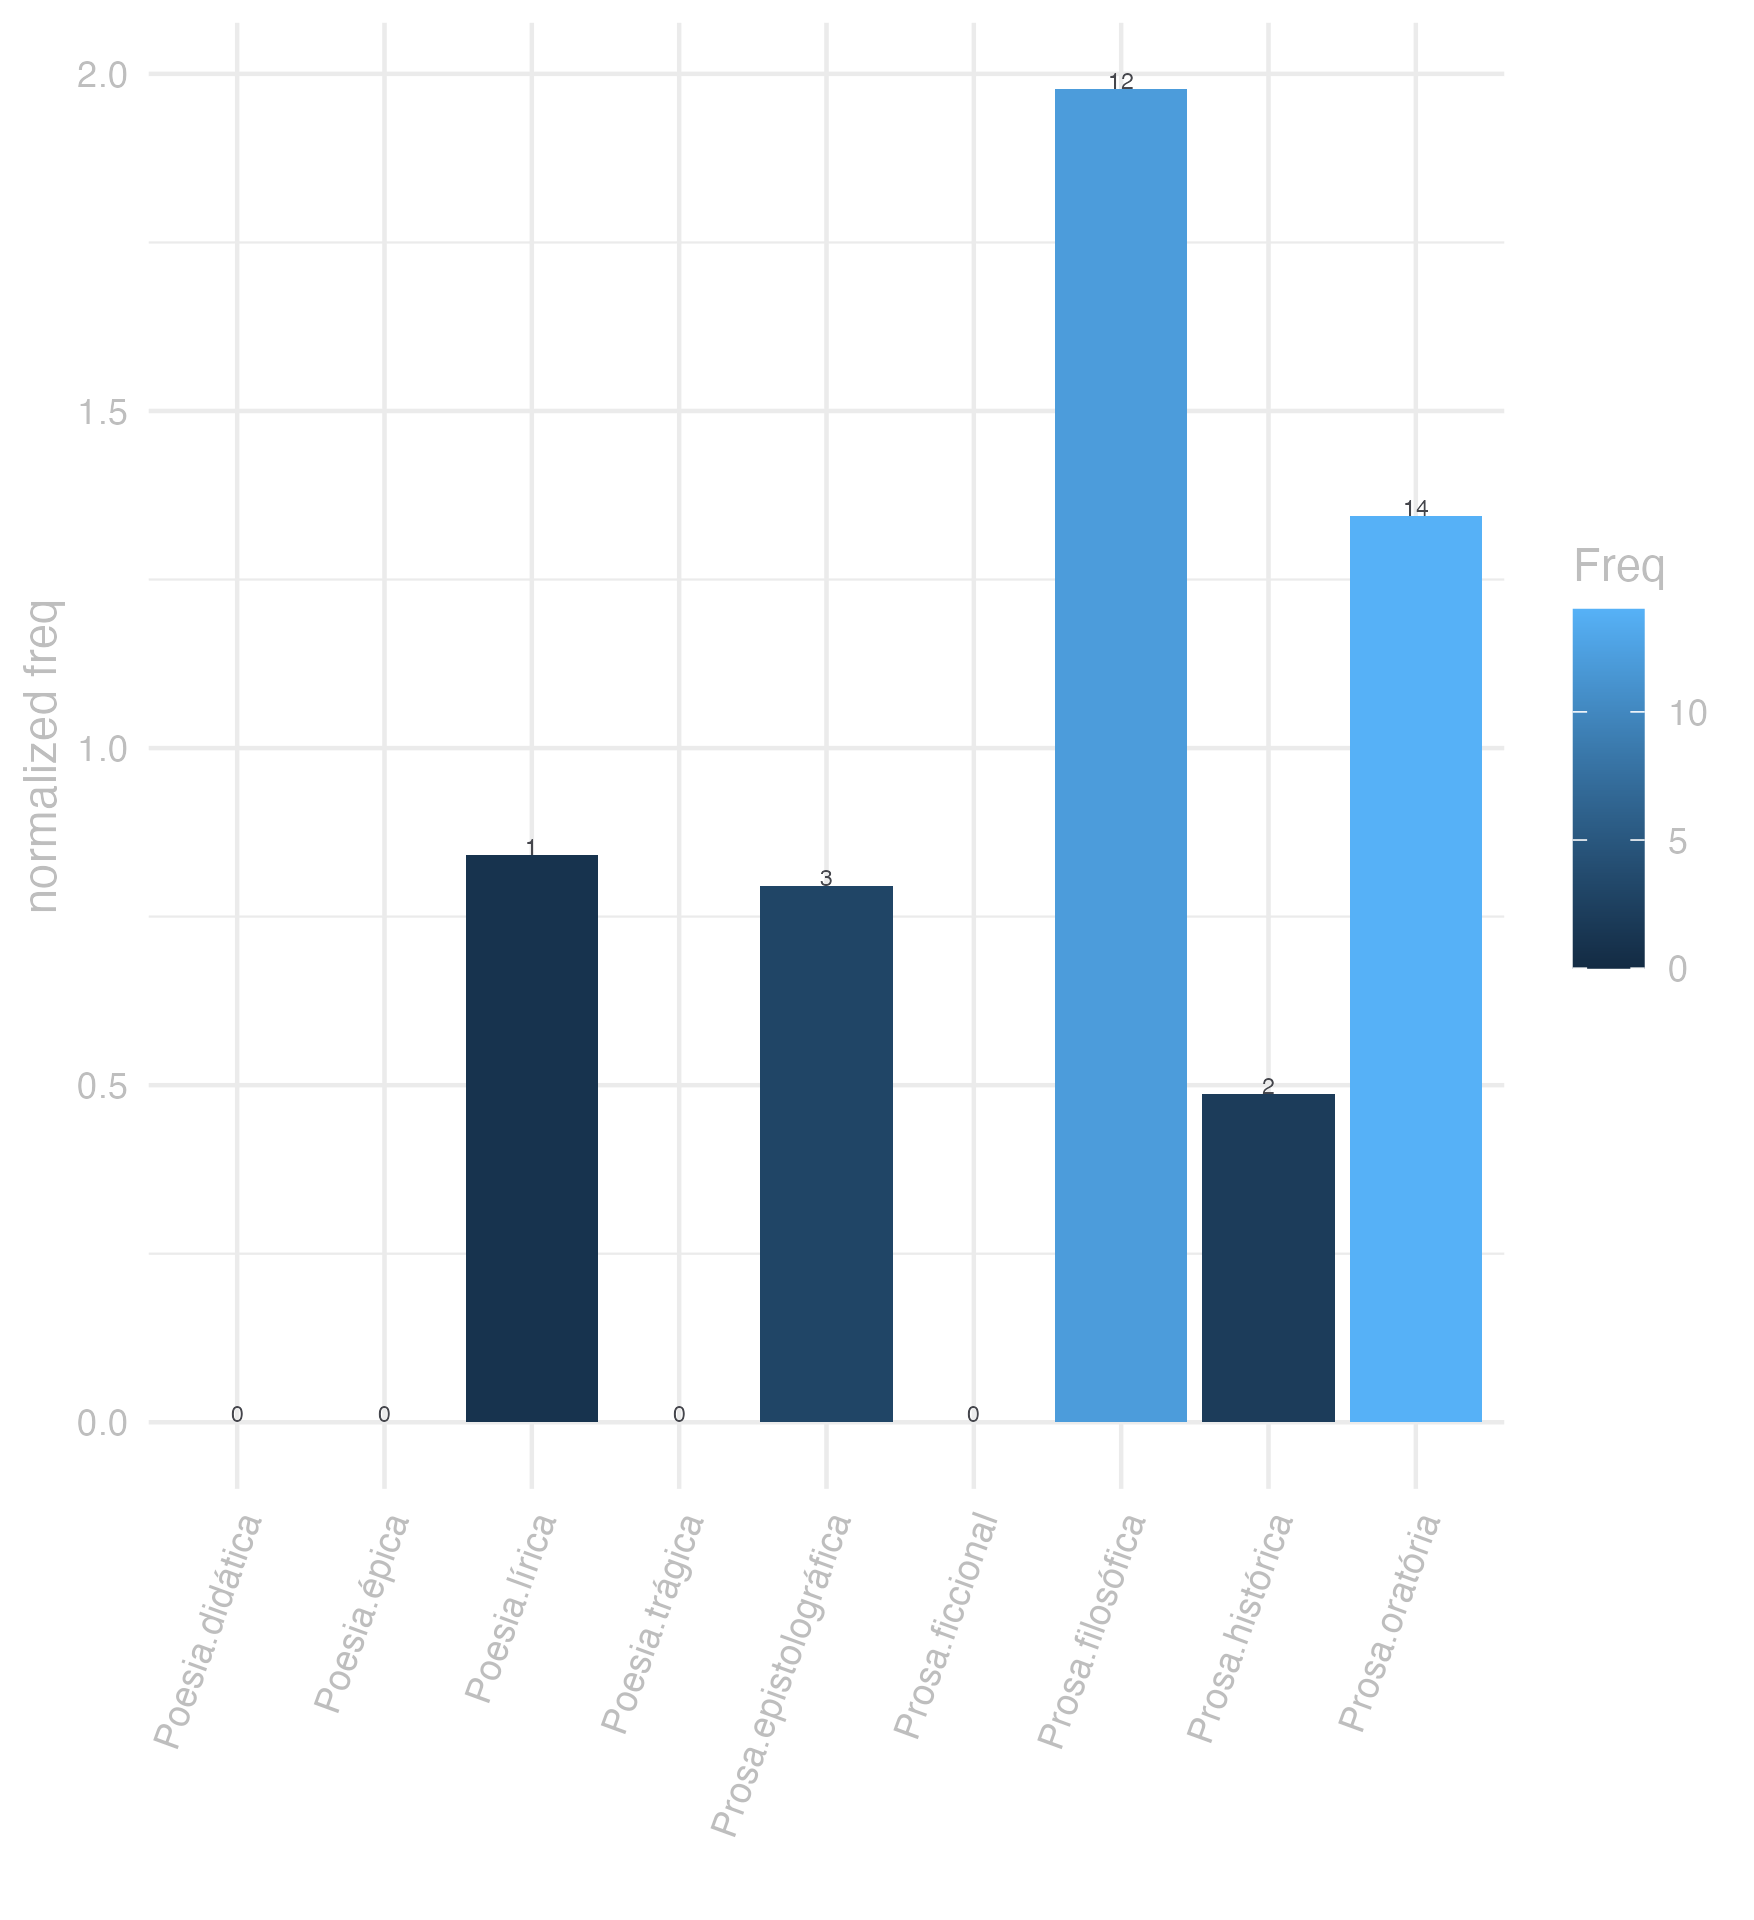 normalized freq
2.0
1.5
1.0
0.5
0.0
0
0
1
0
3
0
12
2
14
Poesia.didática
Poesia.épica
Poesia.lírica
Poesia.trágica
Prosa.epistolográfica
Prosa.ficcional
Prosa.filosófica
Prosa.histórica
Prosa.oratória
Freq
10
5
0